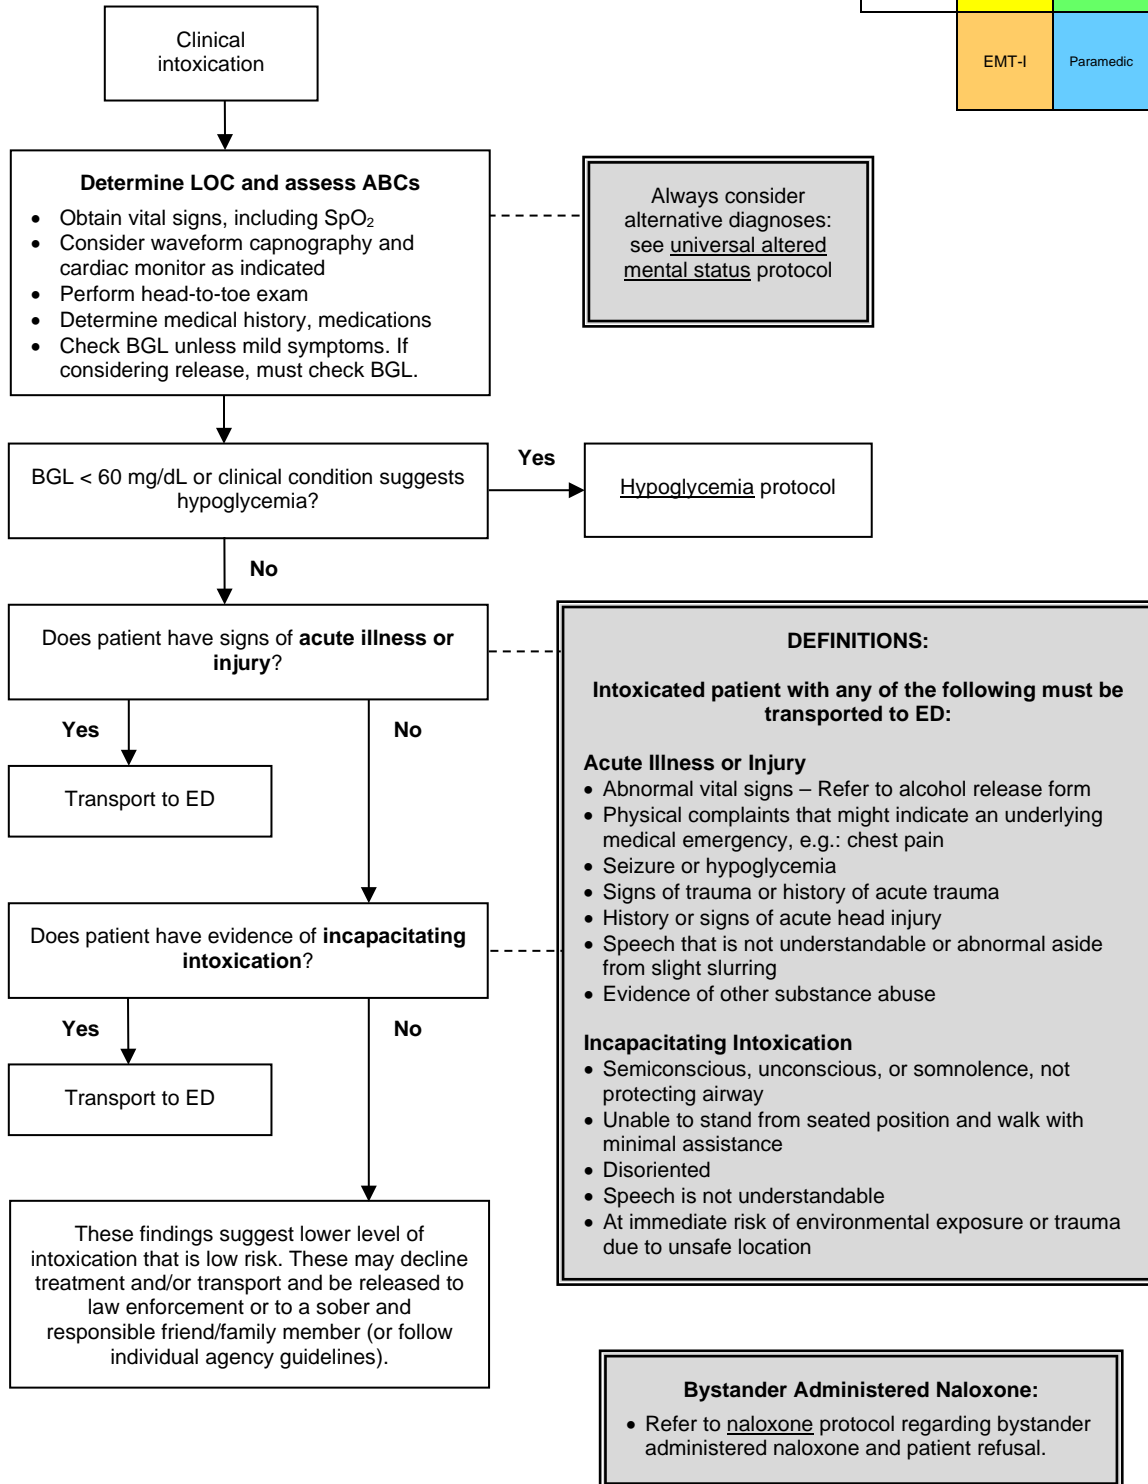 EMT-I
Paramedic
Clinical
intoxication
Determine LOC and assess ABCs
• Obtain vital signs, including SpO₂
• Consider waveform capnography and
cardiac monitor as indicated
• Perform head-to-toe exam
• Determine medical history, medications
• Check BGL unless mild symptoms. If
considering release, must check BGL.
Always consider
alternative diagnoses:
see universal altered
mental status protocol
BGL < 60 mg/dL or clinical condition suggests
hypoglycemia?
Yes
Hypoglycemia protocol
No
Does patient have signs of acute illness or
injury?
Yes
No
Transport to ED
Does patient have evidence of incapacitating
intoxication?
Yes
No
Transport to ED
These findings suggest lower level of
intoxication that is low risk. These may decline
treatment and/or transport and be released to
law enforcement or to a sober and
responsible friend/family member (or follow
individual agency guidelines).
DEFINITIONS:
Intoxicated patient with any of the following must be
transported to ED:
Acute Illness or Injury
• Abnormal vital signs – Refer to alcohol release form
• Physical complaints that might indicate an underlying
medical emergency, e.g.: chest pain
• Seizure or hypoglycemia
• Signs of trauma or history of acute trauma
• History or signs of acute head injury
• Speech that is not understandable or abnormal aside
from slight slurring
• Evidence of other substance abuse
Incapacitating Intoxication
• Semiconscious, unconscious, or somnolence, not
protecting airway
• Unable to stand from seated position and walk with
minimal assistance
• Disoriented
• Speech is not understandable
• At immediate risk of environmental exposure or trauma
due to unsafe location
Bystander Administered Naloxone:
• Refer to naloxone protocol regarding bystander
administered naloxone and patient refusal.